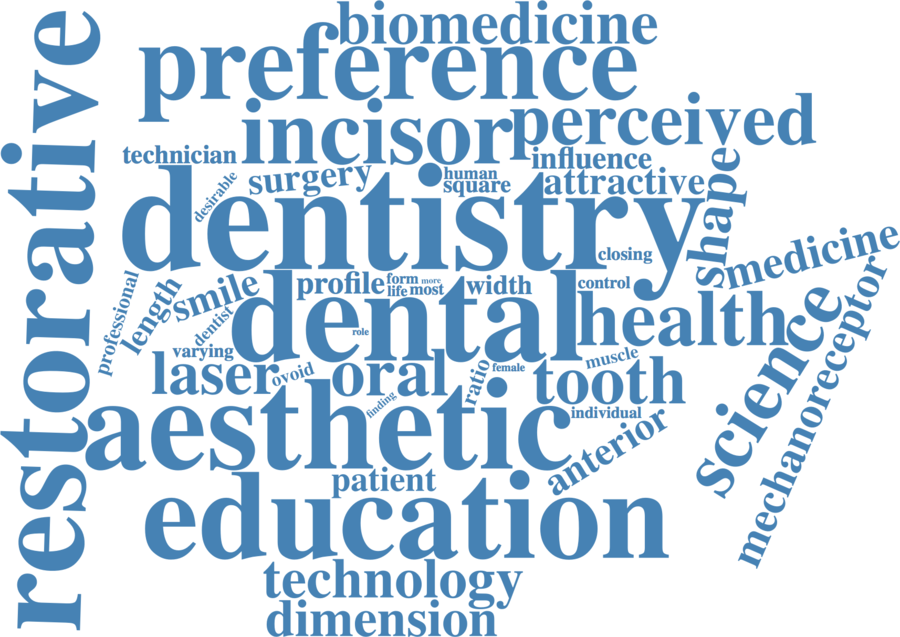 restorative
biomedicine
preference
incisor
perceived
technician
influence
surgery
human
square
attractive
desirable
shape
dentistry
closing
medicine
professional
length
smile
profile
form
more
life
most
width
control
dentist
dental
health
science
mechanoreceptor
role
varying
laser
ovoid
oral
ratio
female
muscle
tooth
finding
individual
aesthetic
anterior
patient
education
technology
dimension